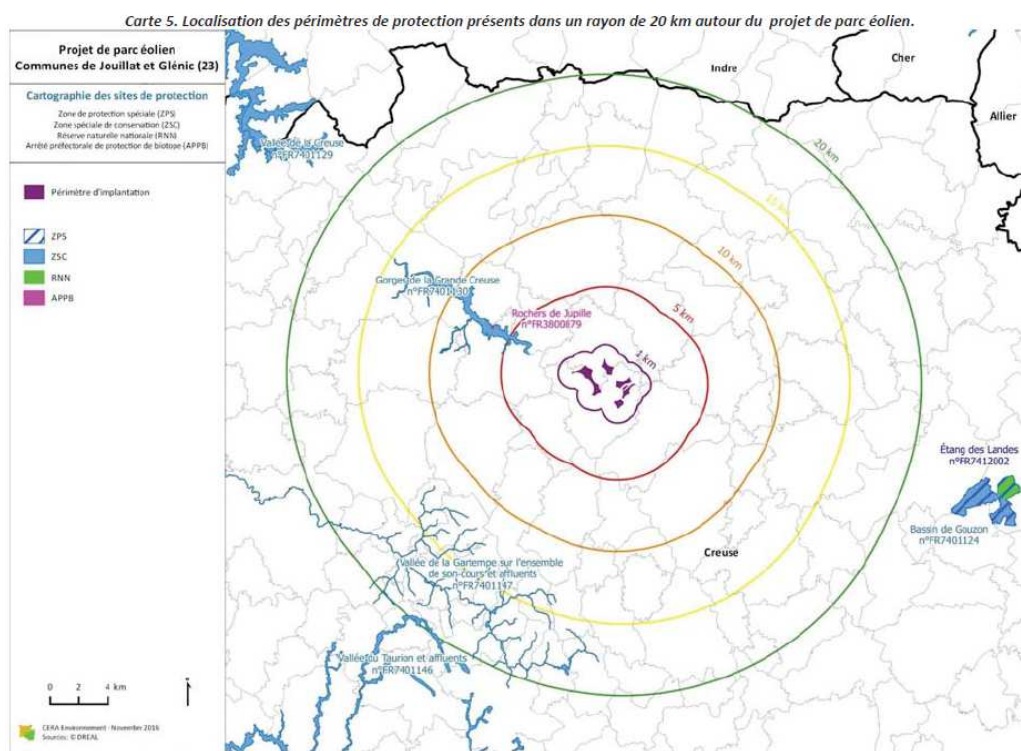 Carte 5. Localisation des périmètres de protection présents dans un rayon de 20 km autour du projet de parc éolien.
Projet de parc éolien
Communes de Jouillat et Glénic (23)
Cartographie des sites de protection
Zone de protection spéciale (ZPS)
Zone spéciale de conservation (ZSC)
Réserve naturelle nationale (RNN)
Arrêté préfectorale de protection de biotope (APPB)
Périmètre d'implantation
ZPS
ZSC
RNN
APPB
0 2 4 km
CERA Environnement - Novembre 2016
Sources: © DREAL
Indre
Cher
Allier
Vallée de la Creuse
n°FR7401129
20 km
15 km
10 km
5 km
1 km
Gorges de la Grande Creuse
n°FR7401130
Rochers de Jupille
n°FR3800879
Étang des Landes
n°FR7412002
Bassin de Gouzon
n°FR7401124
Creuse
Vallée de la Gartempe sur l'ensemble
de son cours et affluents
n°FR7401147
Vallée du Taurion et affluents
n°FR7401146